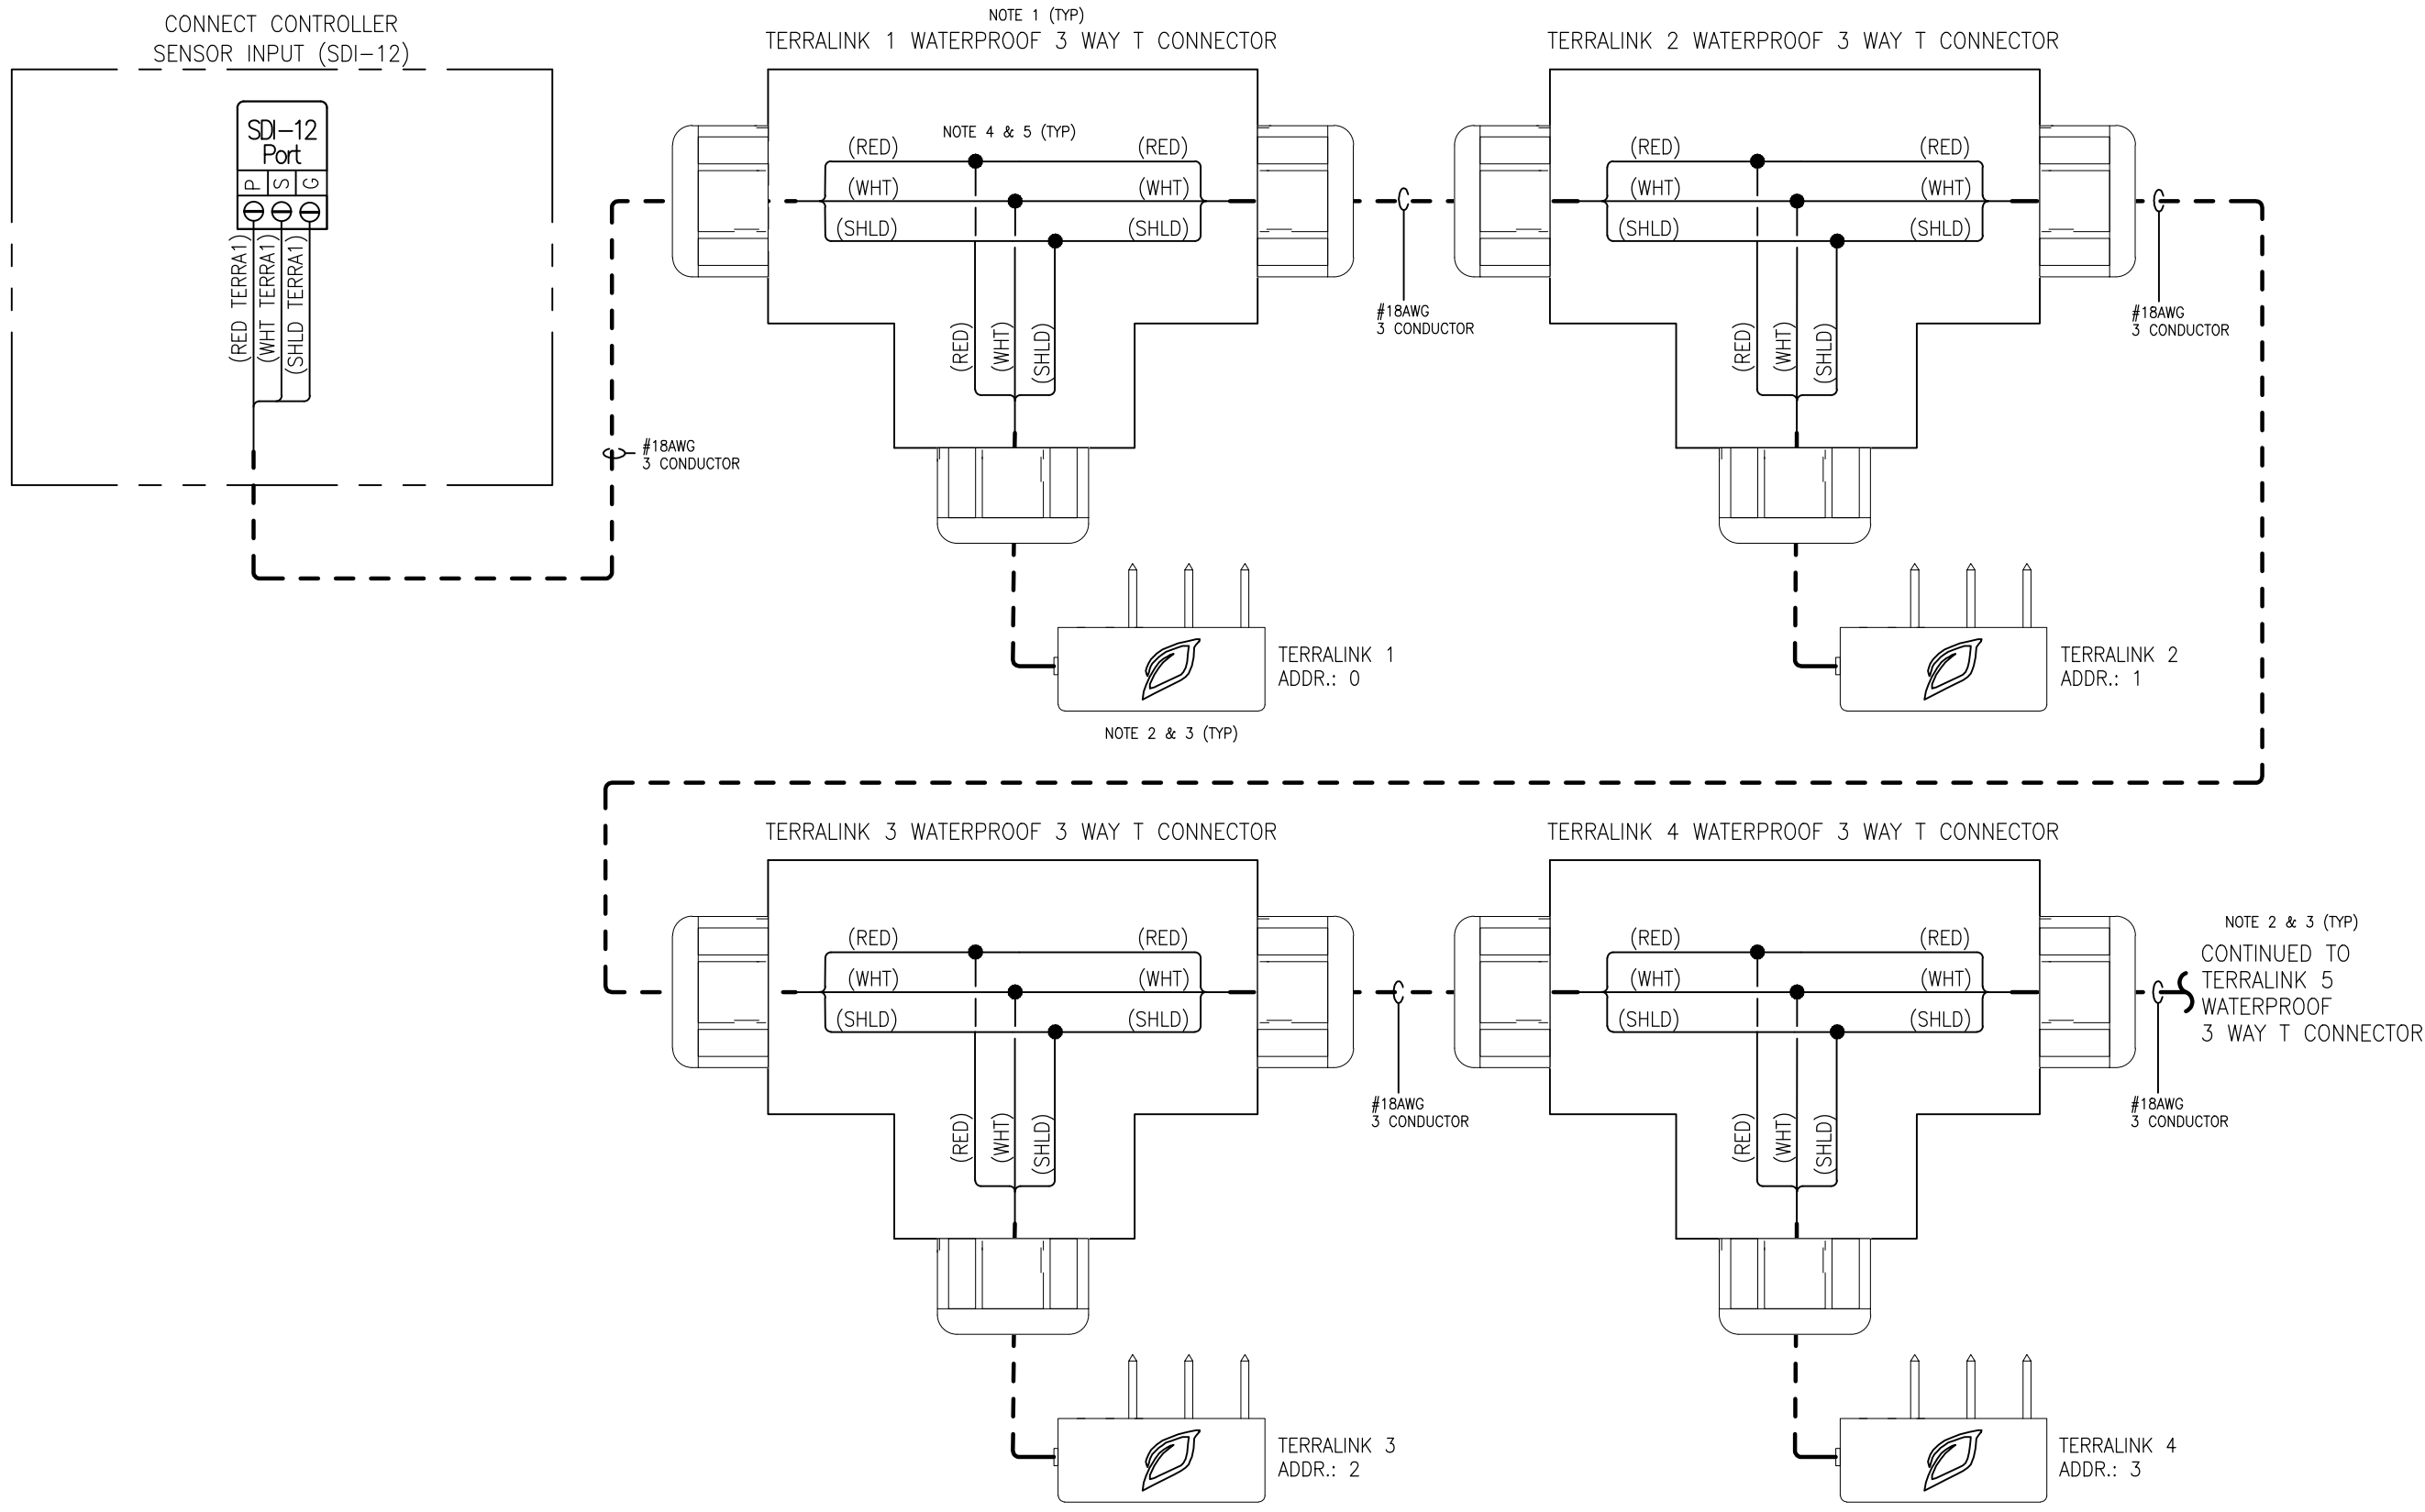 CONNECT CONTROLLER
SENSOR INPUT (SDI-12)
SDI-12
Port
P S G
(RED TERRA1)
(WHT TERRA1)
(SHLD TERRA1)
#18AWG
3 CONDUCTOR
NOTE 1 (TYP)
TERRALINK 1 WATERPROOF 3 WAY T CONNECTOR
NOTE 4 & 5 (TYP)
(RED) (RED)
(WHT) (WHT)
(SHLD) (SHLD)
(RED)
(WHT)
(SHLD)
#18AWG
3 CONDUCTOR
TERRALINK 1
ADDR.: 0
NOTE 2 & 3 (TYP)
TERRALINK 2 WATERPROOF 3 WAY T CONNECTOR
(RED) (RED)
(WHT) (WHT)
(SHLD) (SHLD)
(RED)
(WHT)
(SHLD)
#18AWG
3 CONDUCTOR
TERRALINK 2
ADDR.: 1
TERRALINK 3 WATERPROOF 3 WAY T CONNECTOR
(RED) (RED)
(WHT) (WHT)
(SHLD) (SHLD)
(RED)
(WHT)
(SHLD)
#18AWG
3 CONDUCTOR
TERRALINK 3
ADDR.: 2
TERRALINK 4 WATERPROOF 3 WAY T CONNECTOR
(RED) (RED)
(WHT) (WHT)
(SHLD) (SHLD)
(RED)
(WHT)
(SHLD)
NOTE 2 & 3 (TYP)
CONTINUED TO
TERRALINK 5
WATERPROOF
3 WAY T CONNECTOR
#18AWG
3 CONDUCTOR
TERRALINK 4
ADDR.: 3